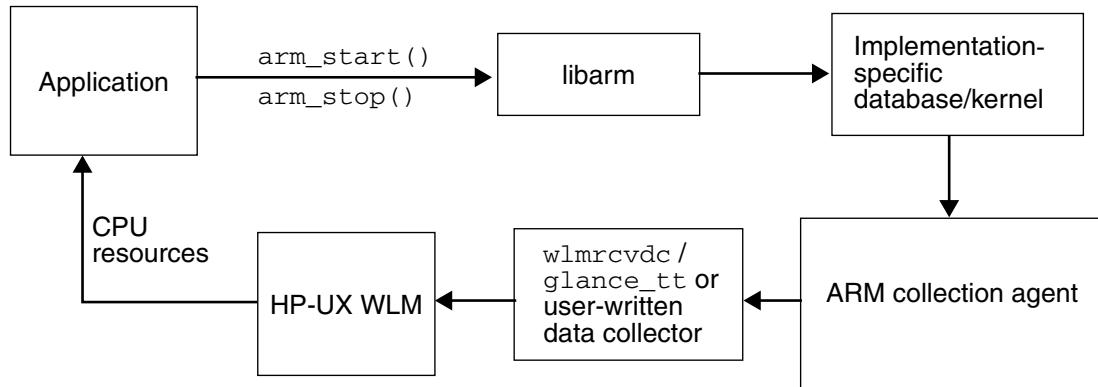 Application
arm_start()
arm_stop()
libarm
Implementation-
specific
database/kernel
CPU
resources
HP-UX WLM
wlmrcvdc /
glance_tt or
user-written
data collector
ARM collection agent